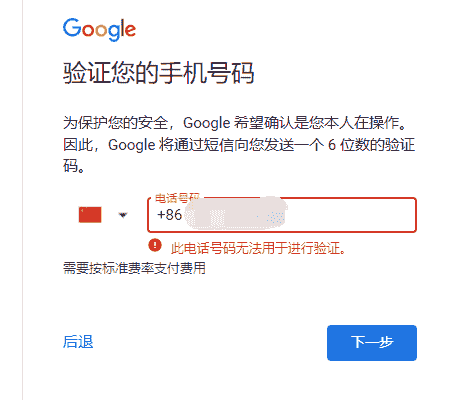 Google
验证您的手机号码
为保护您的安全，Google 希望确认是您本人在操作。
因此，Google 将通过短信向您发送一个 6 位数的验证
码。
电话号码
+86
此电话号码无法用于进行验证。
需要按标准费率支付费用
后退
下一步